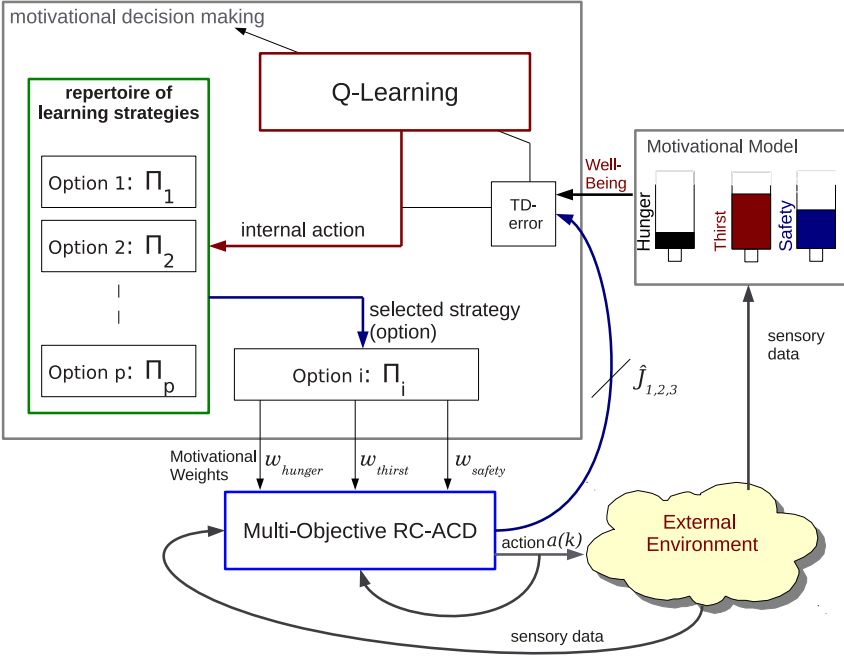 motivational decision making
Q-Learning
repertoire of
learning strategies
Option 1: Π1
Option 2: Π2
Option p: Πp
internal action
TD-
error
Well-
Being
Motivational Model
Hunger
Thirst
Safety
selected strategy
(option)
Option i: Πi
sensory
data
Ĵ1,2,3
Motivational
Weights
whunger
wthirst
wsafety
Multi-Objective RC-ACD
action a(k)
External
Environment
sensory data